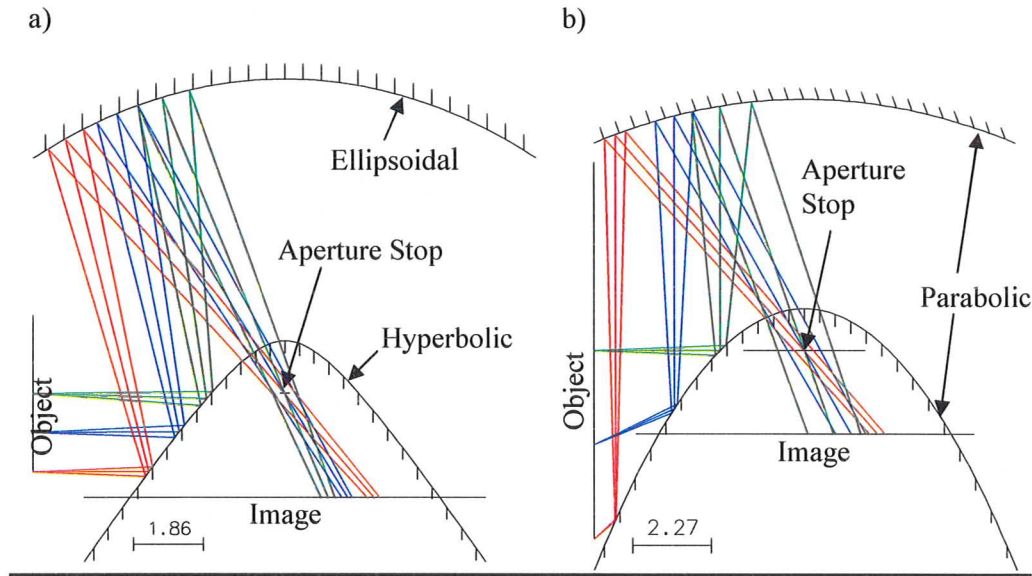 a)
Ellipsoidal
Aperture Stop
Hyperbolic
Object
Image
1.86
b)
Aperture
Stop
Parabolic
Object
Image
2.27